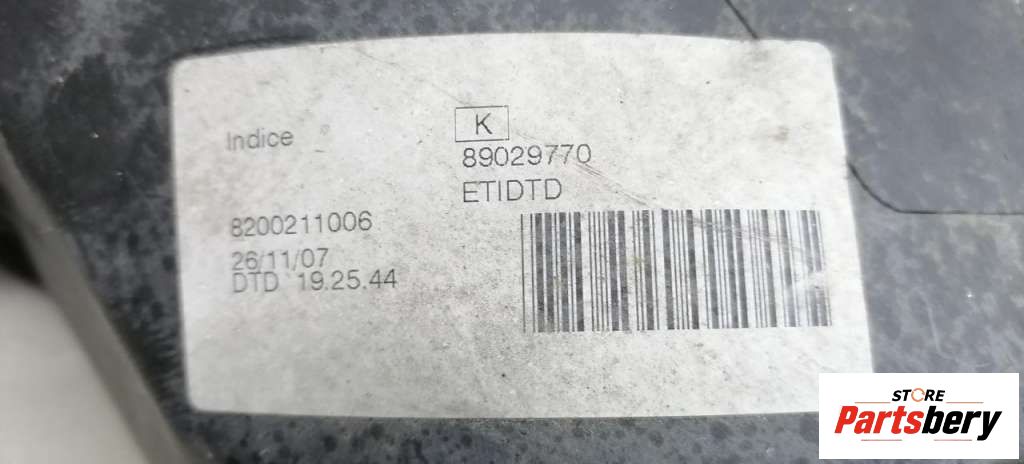 Indice
K
89029770
ETIDTD
8200211006
26/11/07
DTD 19.25.44
STORE
Partsbery